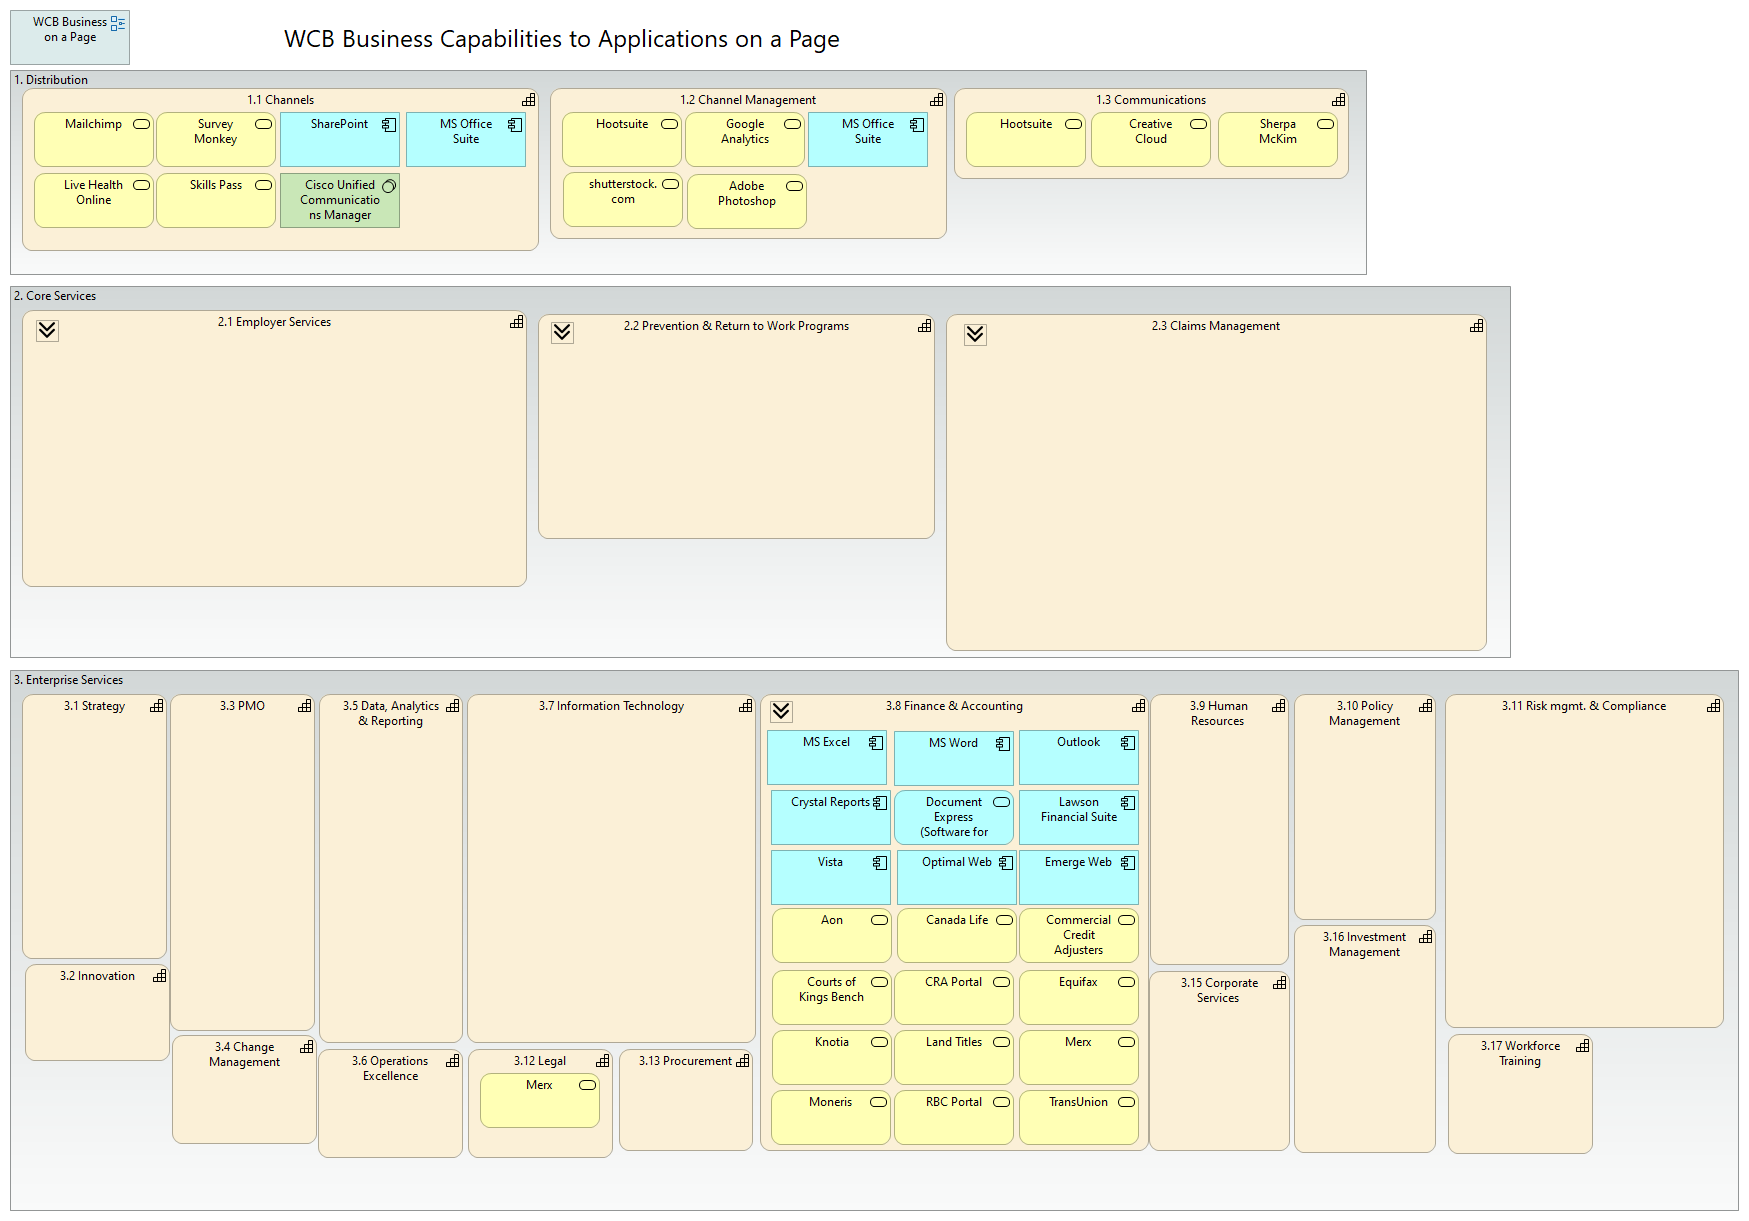 WCB Business
on a Page
WCB Business Capabilities to Applications on a Page
1. Distribution
1.1 Channels
Mailchimp
Survey
Monkey
SharePoint
MS Office
Suite
Live Health
Online
Skills Pass
Cisco Unified
Communicatio
ns Manager
1.2 Channel Management
Hootsuite
Google
Analytics
MS Office
Suite
shutterstock.
com
Adobe
Photoshop
1.3 Communications
Hootsuite
Creative
Cloud
Sherpa
McKim
2. Core Services
2.1 Employer Services
2.2 Prevention & Return to Work Programs
2.3 Claims Management
3. Enterprise Services
3.1 Strategy
3.2 Innovation
3.3 PMO
3.4 Change
Management
3.5 Data, Analytics
& Reporting
3.6 Operations
Excellence
3.7 Information Technology
3.12 Legal
Merx
3.13 Procurement
3.8 Finance & Accounting
MS Excel
MS Word
Outlook
Crystal Reports
Document
Express
(Software for
Lawson
Financial Suite
Vista
Optimal Web
Emerge Web
Aon
Canada Life
Commercial
Credit
Adjusters
Courts of
Kings Bench
CRA Portal
Equifax
Knotia
Land Titles
Merx
Moneris
RBC Portal
TransUnion
3.9 Human
Resources
3.15 Corporate
Services
3.10 Policy
Management
3.16 Investment
Management
3.11 Risk mgmt. & Compliance
3.17 Workforce
Training